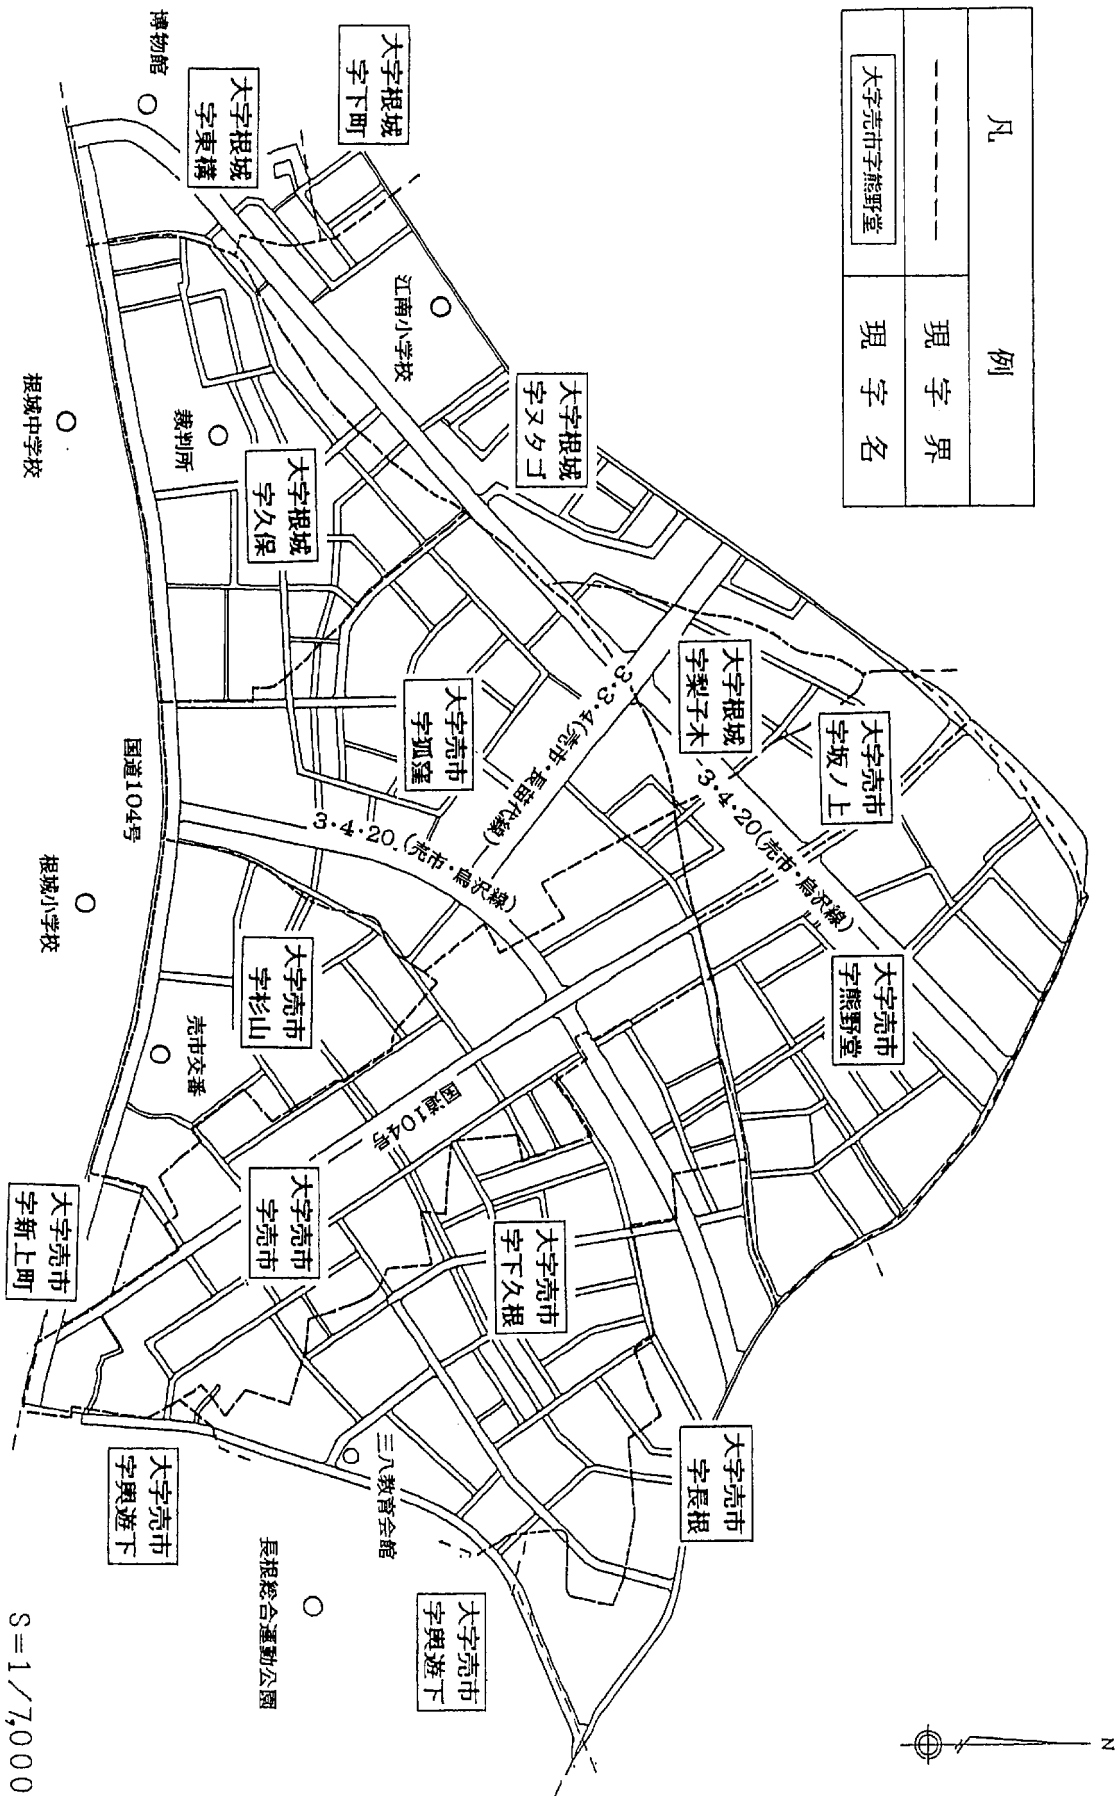 凡例
現字界
大字売市字熊野堂
現字名
N
大字根城
字下町
博物館
大字根城
字東構
江南小学校
大字根城
字又タゴ
根城中学校
裁判所
大字根城
字久保
大字根城
字梨子木
大字売市
字坂ノ上
大字売市
字狐窪
3・3・4(売市・長苗代線)
3・4・20(売市・烏沢線)
3・4・20(売市・烏沢線)
国道104号
根城小学校
大字売市
字熊野堂
大字売市
字杉山
売市交番
国道104号
大字売市
字売市
大字売市
字下久根
大字売市
字新上町
大字売市
字長根
三八教育会館
大字売市
字輿遊下
長根総合運動公園
大字売市
字輿遊下
S=1/7,000